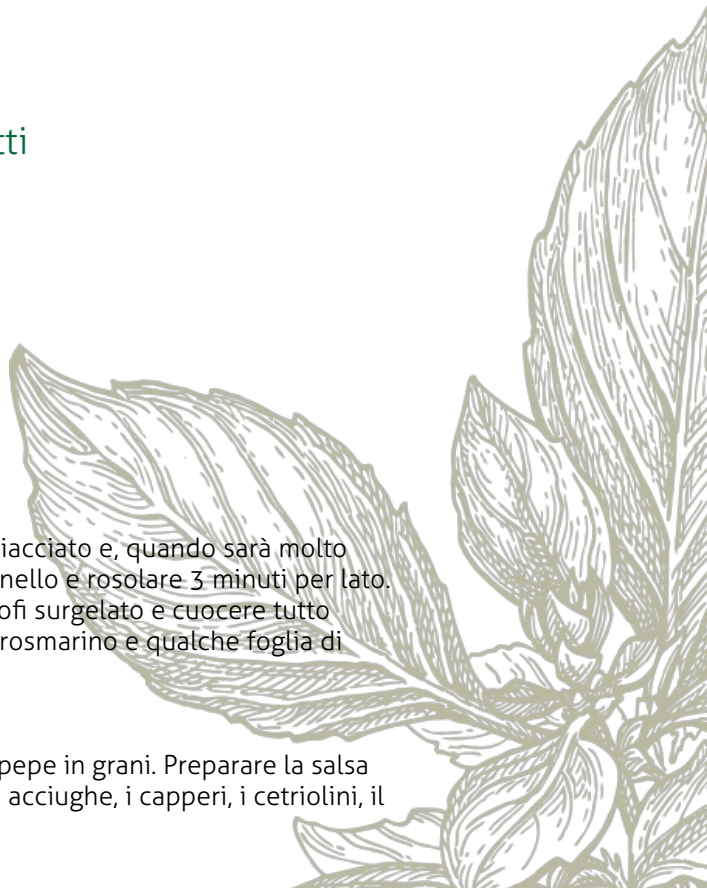 tti
iacciato e, quando sarà molto
nello e rosolare 3 minuti per lato.
ofi surgelato e cuocere tutto
rosmarino e qualche foglia di
pepe in grani. Preparare la salsa
acciughe, i capperi, i cetriolini, il